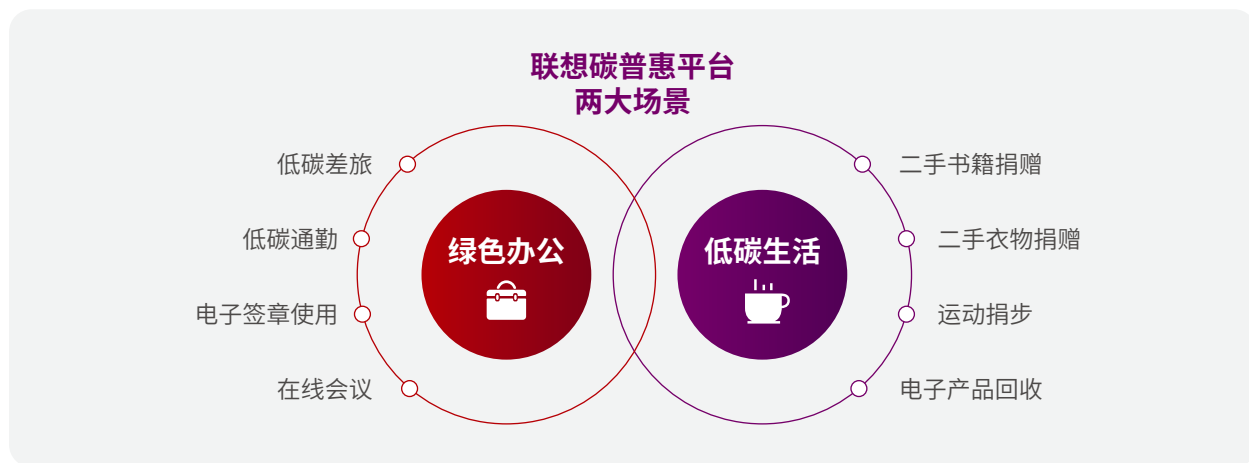 联想碳普惠平台
两大场景
低碳差旅
低碳通勤
电子签章使用
在线会议
绿色办公
低碳生活
二手书籍捐赠
二手衣物捐赠
运动捐步
电子产品回收